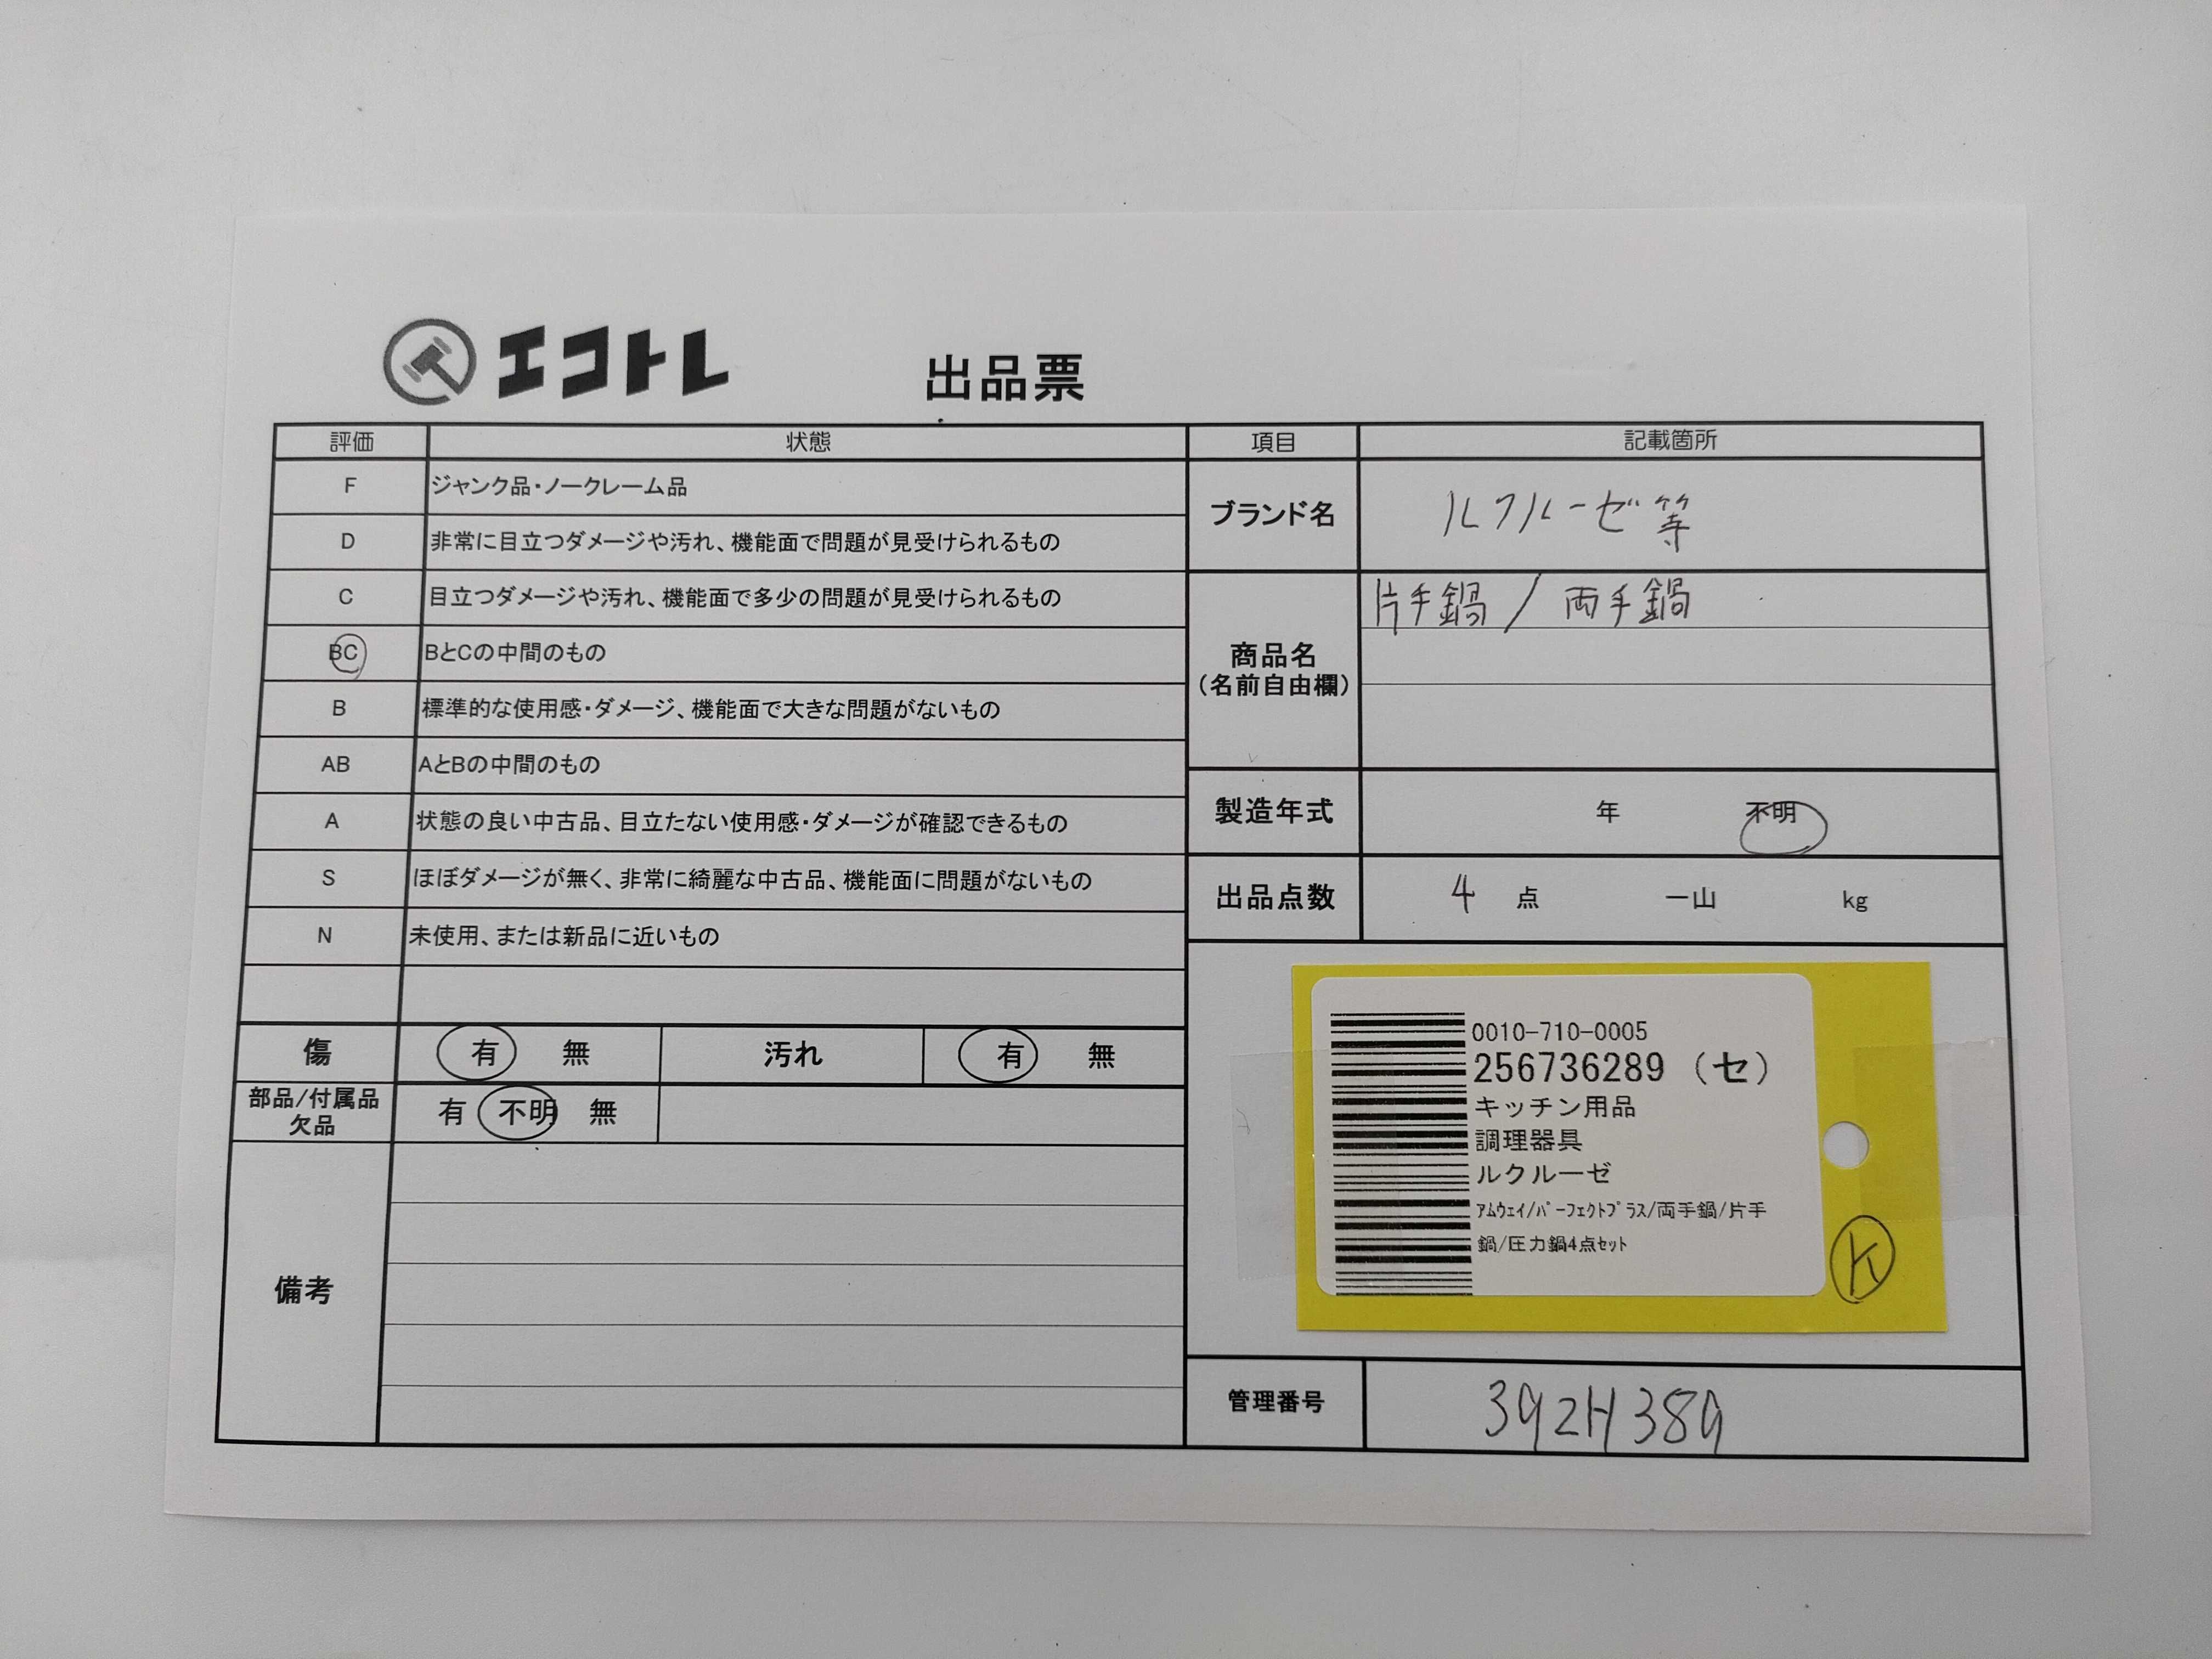 エコトレ
出品票
評価 状態
F ジャンク品・ノークレーム品
D 非常に目立つダメージや汚れ、機能面で問題が見受けられるもの
C 目立つダメージや汚れ、機能面で多少の問題が見受けられるもの
BC BとCの中間のもの
B 標準的な使用感・ダメージ、機能面で大きな問題がないもの
AB AとBの中間のもの
A 状態の良い中古品、目立たない使用感・ダメージが確認できるもの
S ほぼダメージが無く、非常に綺麗な中古品、機能面に問題がないもの
N 未使用、または新品に近いもの
傷 有 無 汚れ 有 無
部品/付属品
欠品
有 不明 無
備考
項目 記載箇所
ブランド名 ルクルーゼ等
商品名
(名前自由欄)
片手鍋 / 両手鍋
製造年式 年 不明
出品点数 4 点 一山 kg
0010-710-0005
256736289 (セ)
キッチン用品
調理器具
ルクルーゼ
アムウェイ/パーフェクトプラス/両手鍋/片手
鍋/圧力鍋4点セット
K
管理番号 392H389